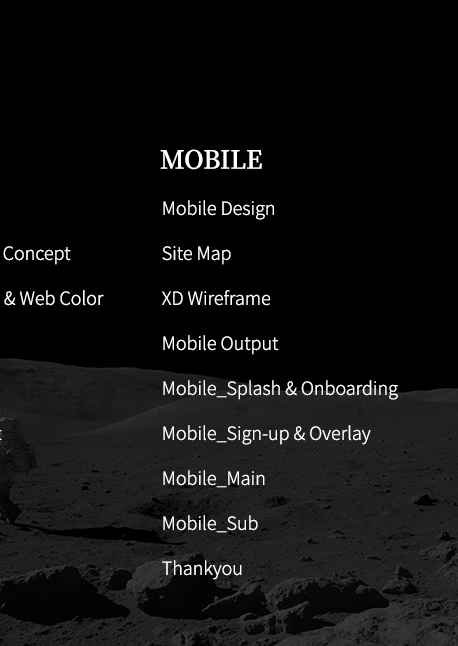 MOBILE
Mobile Design
Concept
Site Map
& Web Color
XD Wireframe
Mobile Output
Mobile_Splash & Onboarding
Mobile_Sign-up & Overlay
Mobile_Main
Mobile_Sub
Thankyou